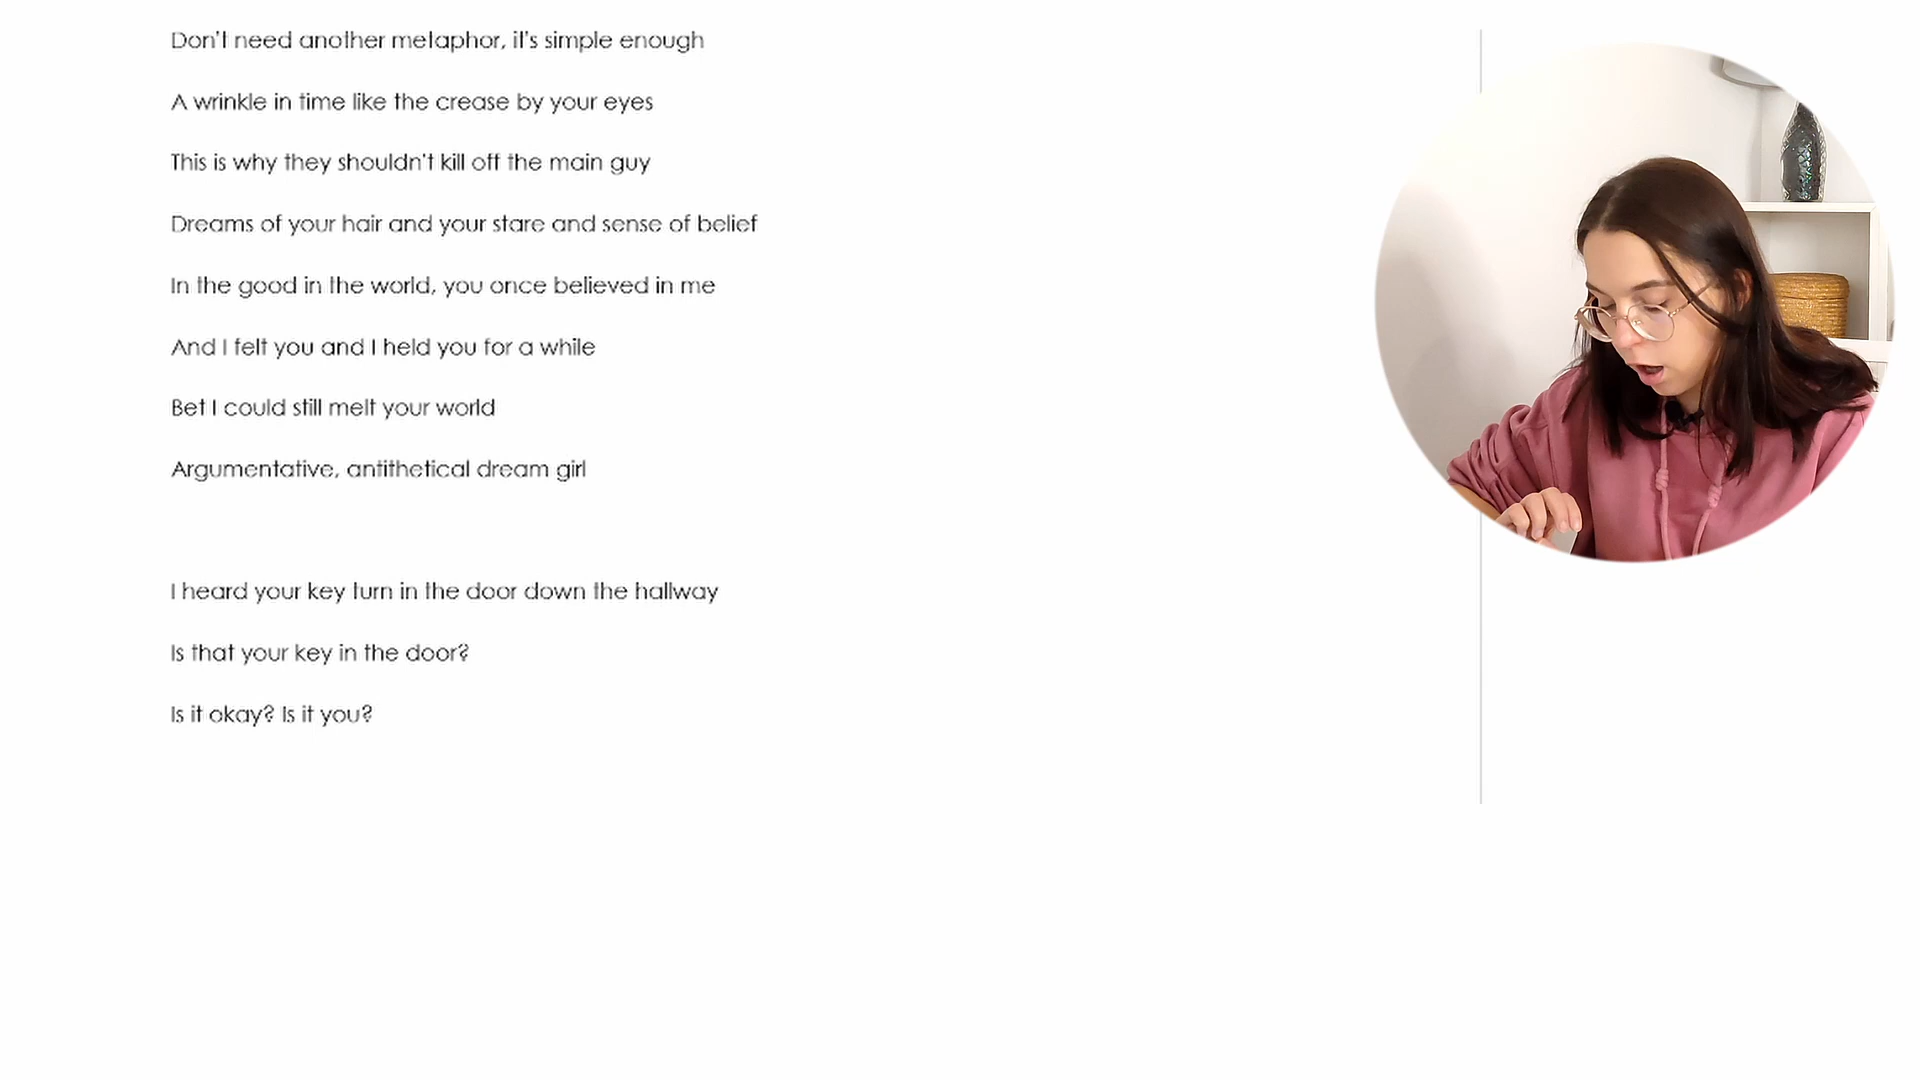 Don't need another metaphor, it's simple enough
A wrinkle in time like the crease by your eyes
This is why they shouldn't kill off the main guy
Dreams of your hair and your stare and sense of belief
In the good in the world, you once believed in me
And I felt you and I held you for a while
Bet I could still melt your world
Argumentative, antithetical dream girl
I heard your key turn in the door down the hallway
Is that your key in the door?
Is it okay? Is it you?